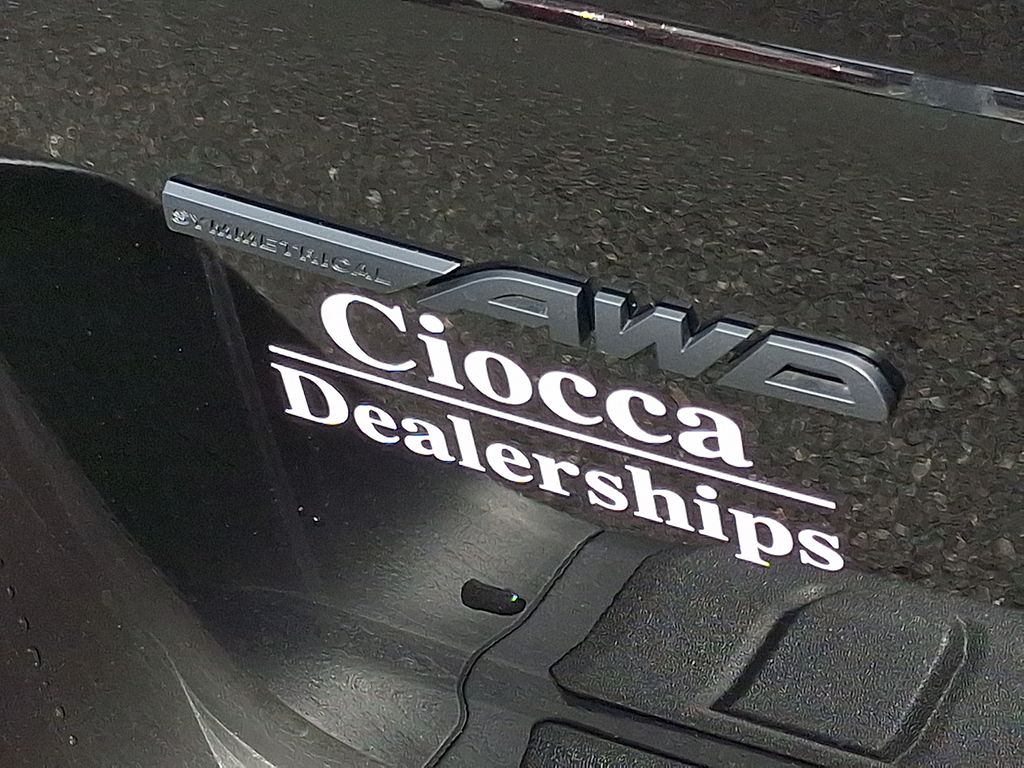 SYMMETRICAL AWD
Ciocca
Dealerships